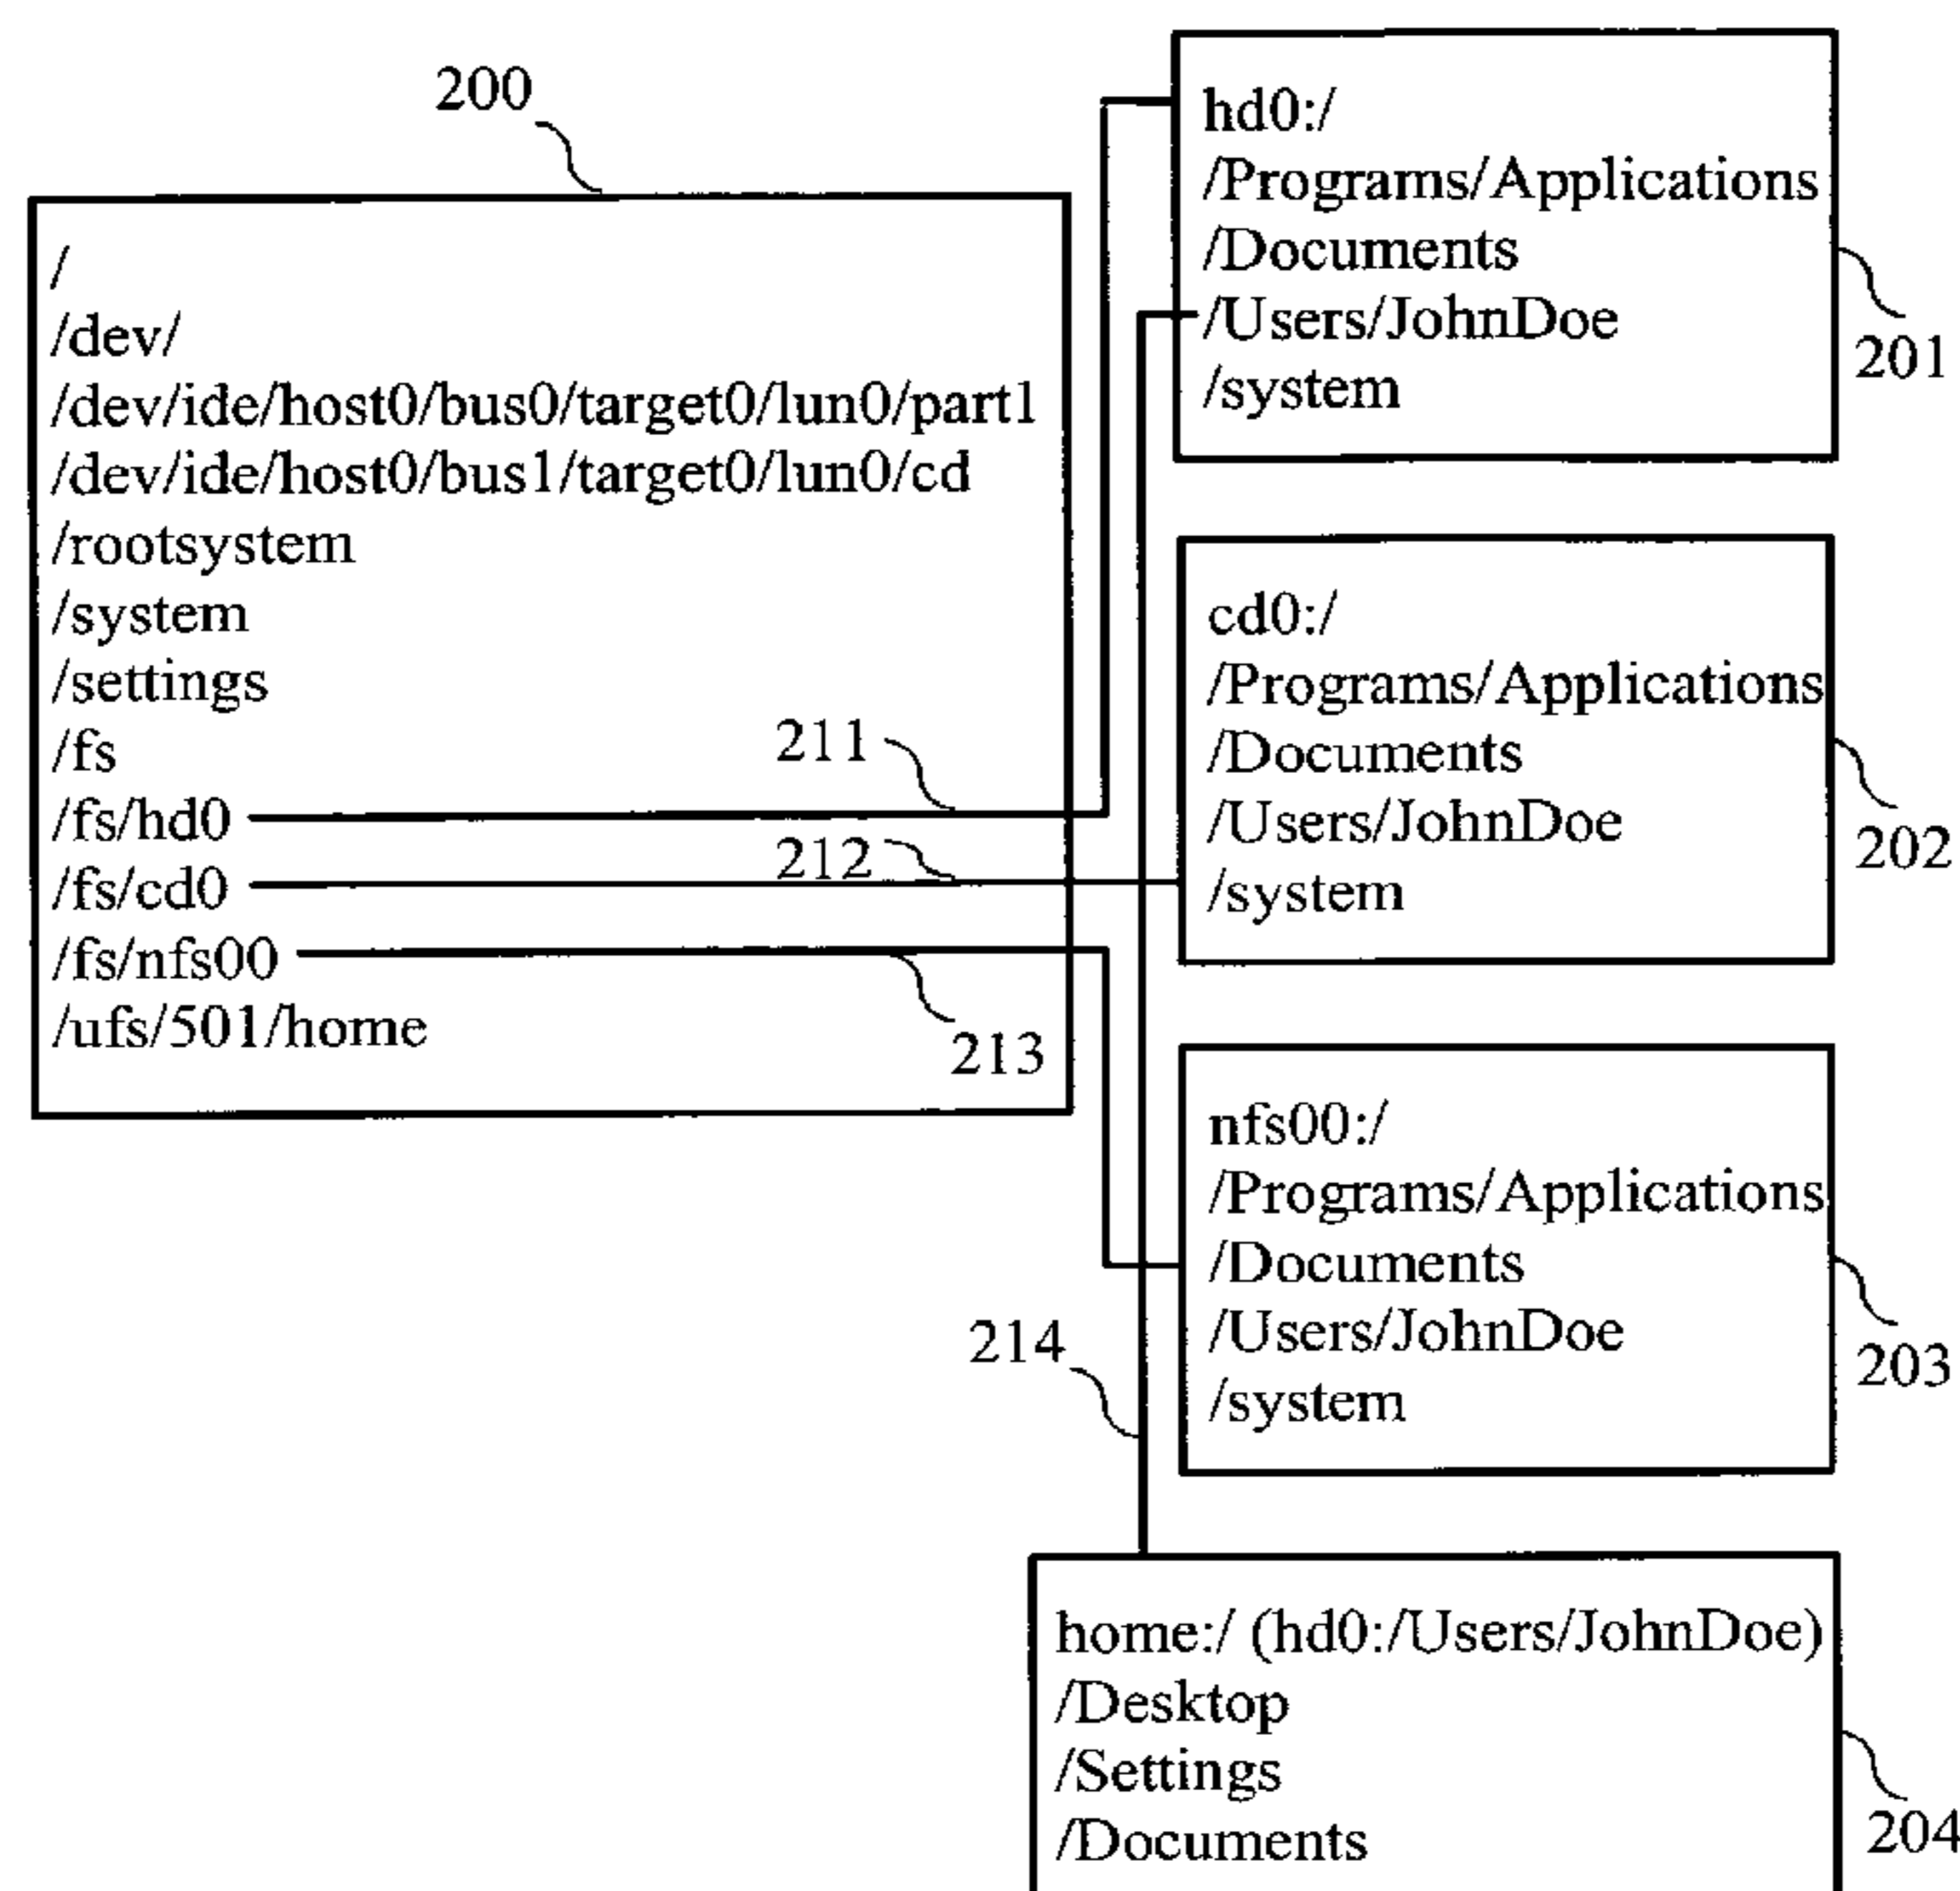 200
/
/dev/
/dev/ide/host0/bus0/target0/lun0/part1
/dev/ide/host0/bus1/target0/lun0/cd
/rootsystem
/system
/settings
/fs
/fs/hd0
/fs/cd0
/fs/nfs00
/ufs/501/home
211
212
213
hd0:/
/Programs/Applications
/Documents
/Users/JohnDoe
/system
201
cd0:/
/Programs/Applications
/Documents
/Users/JohnDoe
/system
202
nfs00:/
/Programs/Applications
/Documents
/Users/JohnDoe
/system
203
214
home:/ (hd0:/Users/JohnDoe)
/Desktop
/Settings
/Documents
204